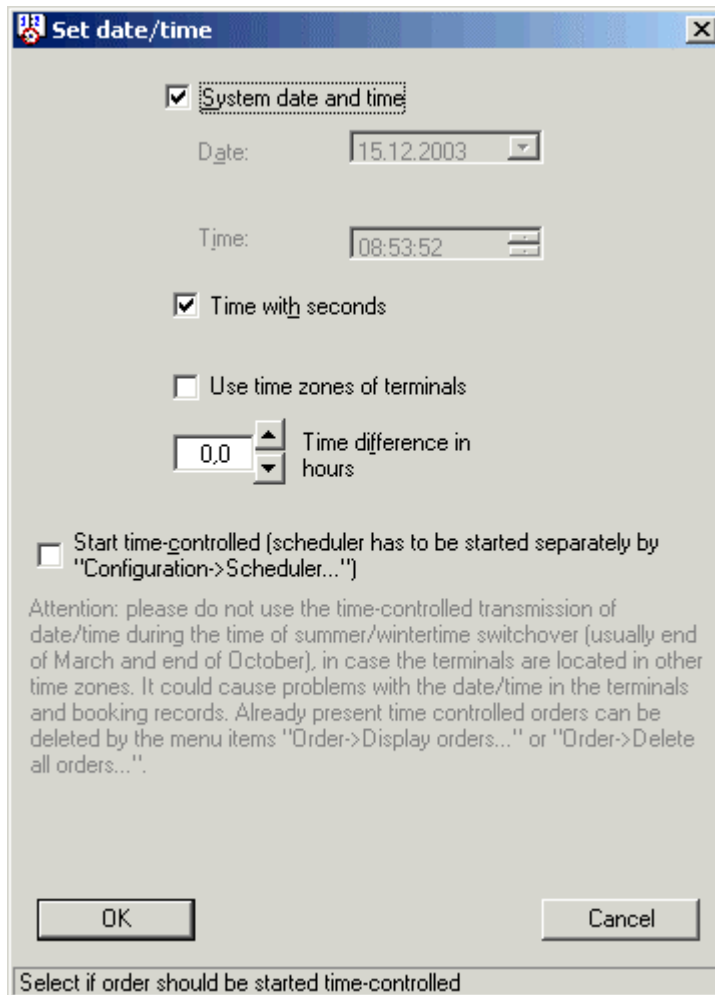 Set date/time
System date and time
Date:
15.12.2003
Time:
08:53:52
Time with seconds
Use time zones of terminals
0,0
Time difference in
hours
Start time-controlled (scheduler has to be started separately by
"Configuration->Scheduler...")
Attention: please do not use the time-controlled transmission of
date/time during the time of summer/wintertime switchover (usually end
of March and end of October), in case the terminals are located in other
time zones. It could cause problems with the date/time in the terminals
and booking records. Already present time controlled orders can be
deleted by the menu items "Order->Display orders..." or "Order->Delete
all orders...".
OK
Cancel
Select if order should be started time-controlled